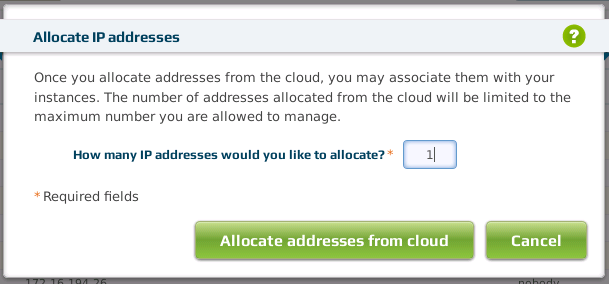 Allocate IP addresses
?
Once you allocate addresses from the cloud, you may associate them with your
instances. The number of addresses allocated from the cloud will be limited to the
maximum number you are allowed to manage.
How many IP addresses would you like to allocate? * 1
* Required fields
Allocate addresses from cloud Cancel
172.16.194.26 nobody